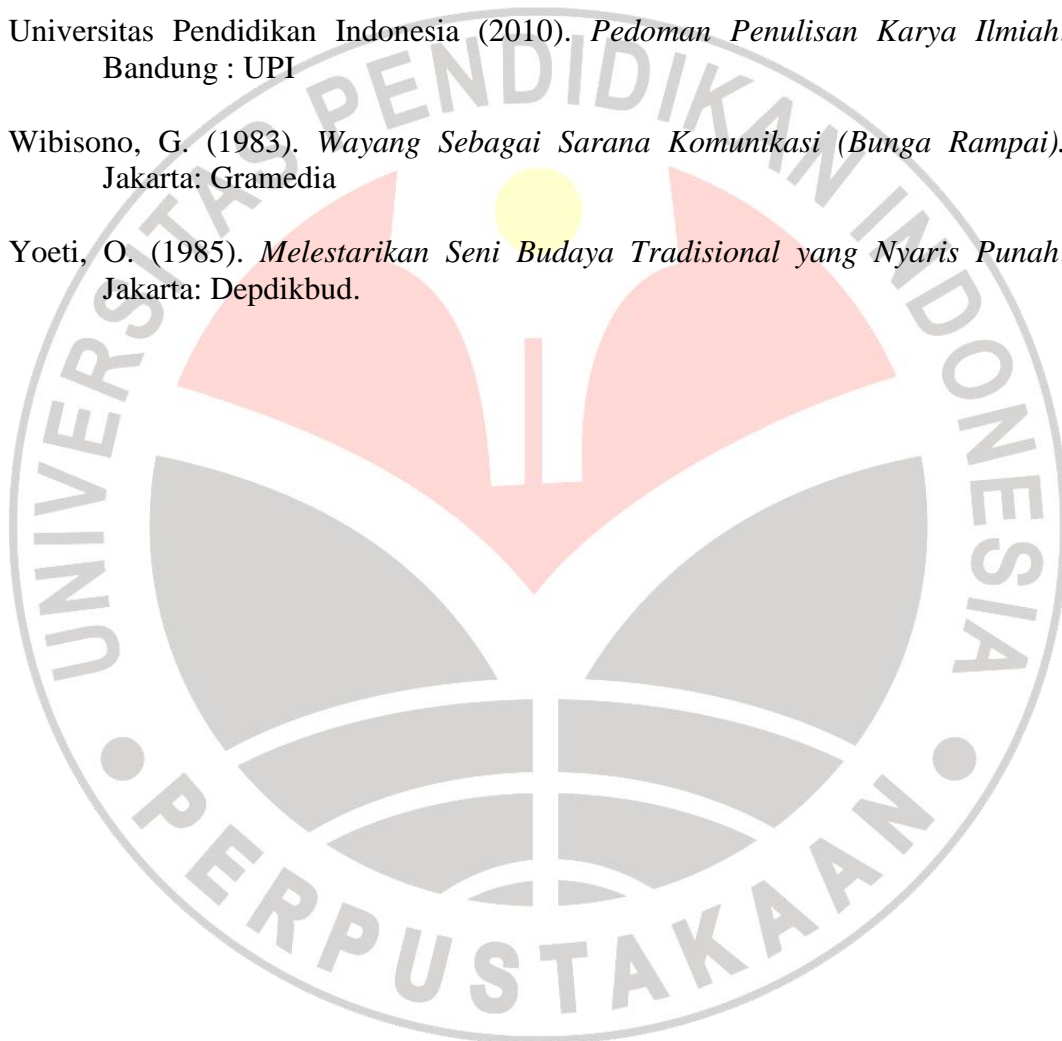 Universitas Pendidikan Indonesia (2010). Pedoman Penulisan Karya Ilmiah.
Bandung : UPI
Wibisono, G. (1983). Wayang Sebagai Sarana Komunikasi (Bunga Rampai).
Jakarta: Gramedia
Yoeti, O. (1985). Melestarikan Seni Budaya Tradisional yang Nyaris Punah.
Jakarta: Depdikbud.
UNIVERSITAS PENDIDIKAN INDONESIA
PERPUSTAKAAN